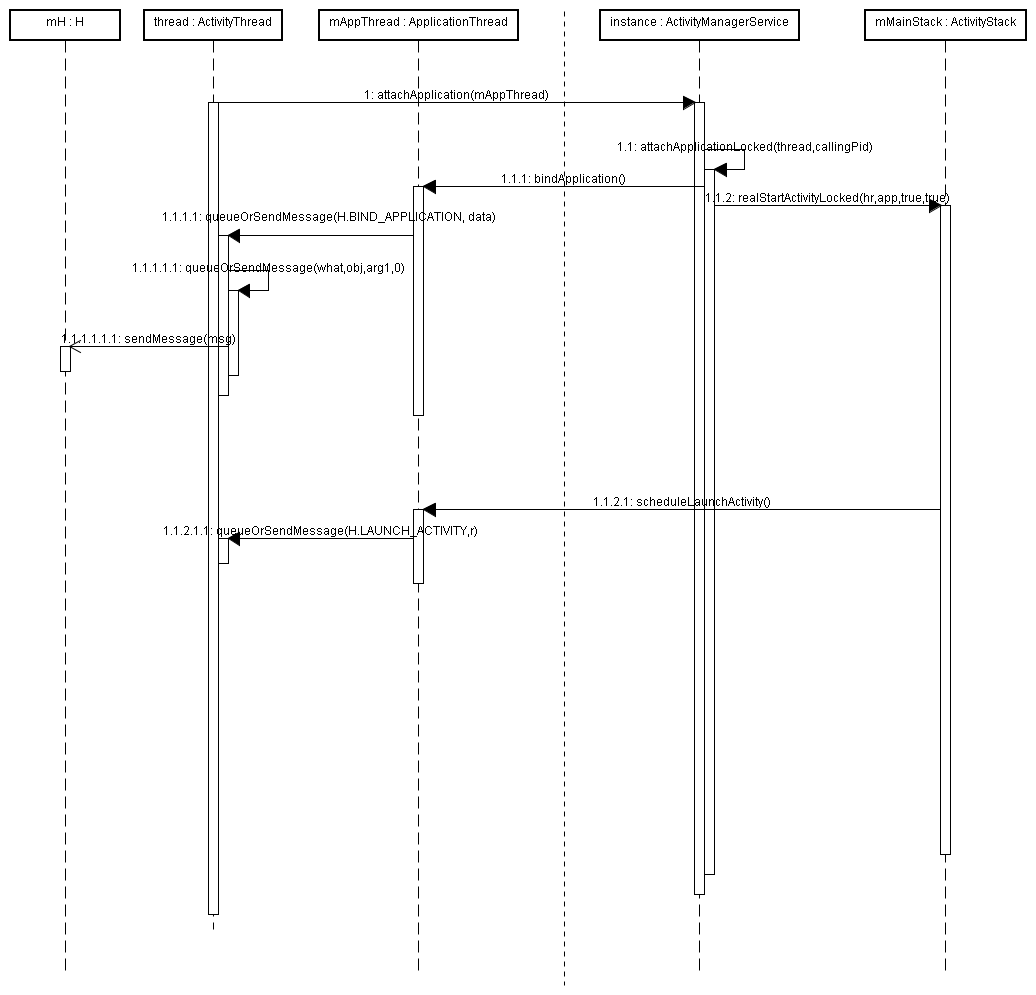 mH : H
thread : ActivityThread
mAppThread : ApplicationThread
instance : ActivityManagerService
mMainStack : ActivityStack
1: attachApplication(mAppThread)
1.1: attachApplicationLocked(thread,callingPid)
1.1.1: bindApplication()
1.1.2: realStartActivityLocked(hr,app,true,true)
1.1.1.1: queueOrSendMessage(H.BIND_APPLICATION, data)
1.1.1.1.1: queueOrSendMessage(what,obj,arg1,0)
1.1.1.1.1.1: sendMessage(msg)
1.1.2.1: scheduleLaunchActivity()
1.1.2.1.1: queueOrSendMessage(H.LAUNCH_ACTIVITY,r)